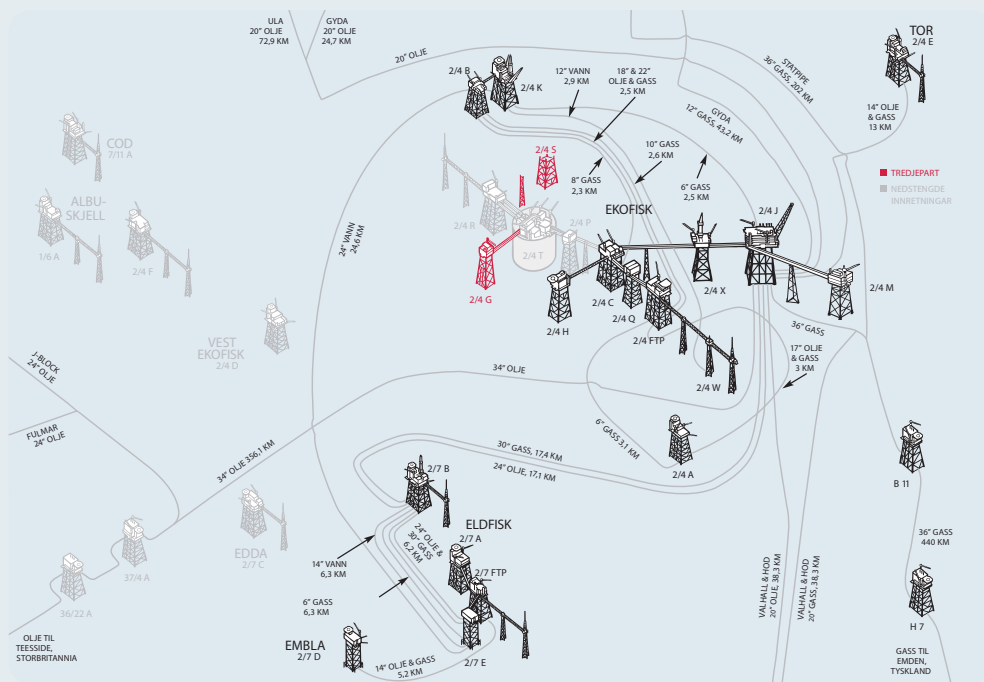 ULA
20” OLJE
72,9 KM
GYDA
20” OLJE
24,7 KM
20” OLJE
2/4 B
2/4 K
12” VANN
2,9 KM
18” & 22”
OLJE & GASS
2,5 KM
STATPIPE
36” GASS, 202 KM
GYDA
12” GASS, 43,2 KM
TOR
2/4 E
14” OLJE
& GASS
13 KM
COD
7/11 A
2/4 S
10” GASS
2,6 KM
8” GASS
2,3 KM
6” GASS
2,5 KM
TREDJEPART
NEDSTENGDE
INNRETNINGAR
ALBU-
SKJELL
1/6 A
2/4 F
24” VANN
24,6 KM
2/4 R
2/4 P
2/4 T
2/4 G
EKOFISK
2/4 J
2/4 X
2/4 M
2/4 C
2/4 Q
2/4 H
2/4 FTP
2/4 W
36” GASS
17” OLJE
& GASS
3 KM
VEST
EKOFISK
2/4 D
J-BLOCK
24” OLJE
FULMAR
24” OLJE
34” OLJE
34” OLJE 356,1 KM
6” GASS 3,1 KM
2/4 A
30” GASS, 17,4 KM
24” OLJE, 17,1 KM
B 11
2/7 B
EDDA
2/7 C
37/4 A
36/22 A
14” VANN
6,3 KM
24” OLJE &
30” GASS
6,2 KM
ELDFISK
2/7 A
2/7 FTP
6” GASS
6,3 KM
36” GASS
440 KM
VALHALL & HOD
20” OLJE, 38,3 KM
VALHALL & HOD
20” GASS, 38,3 KM
H 7
OLJE TIL
TEESSIDE,
STORBRITANNIA
EMBLA
2/7 D
2/7 E
14” OLJE & GASS
5,2 KM
GASS TIL
EMDEN,
TYSKLAND